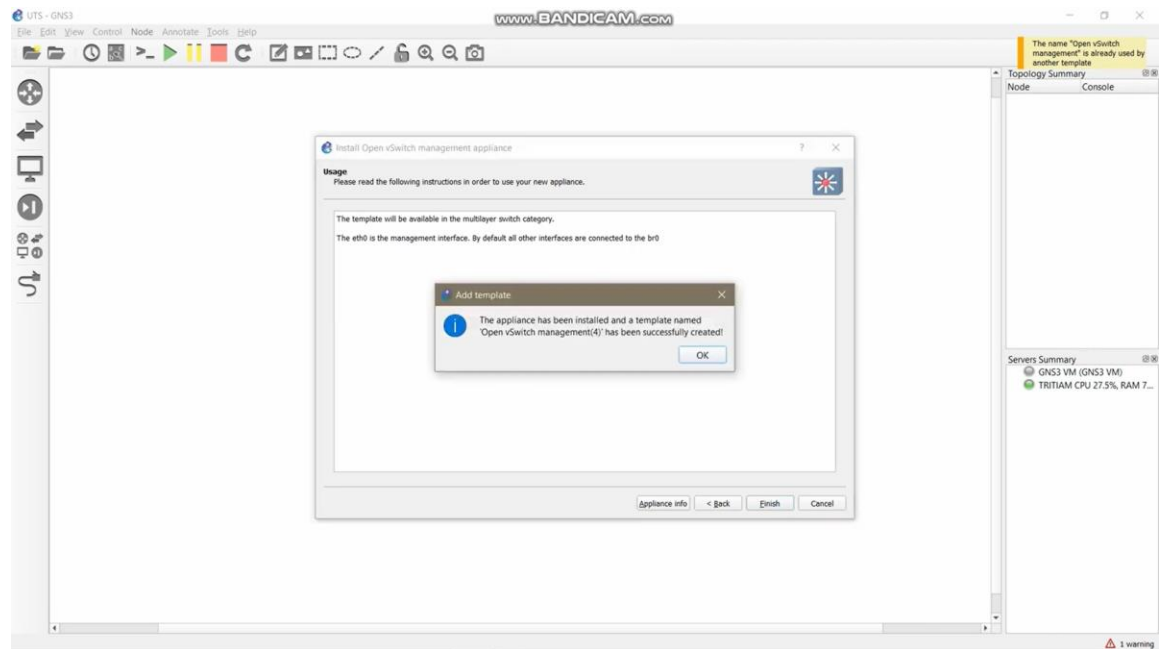 UTS - GNS3
www.BANDICAM.com
File Edit View Control Node Annotate Tools Help
The name "Open vSwitch
management" is already used by
another template
Topology Summary
Node Console
Install Open vSwitch management appliance
Usage
Please read the following instructions in order to use your new appliance.
The template will be available in the multilayer switch category.
The eth0 is the management interface. By default all other interfaces are connected to the br0
Add template
The appliance has been installed and a template named
'Open vSwitch management(4)' has been successfully created!
OK
Servers Summary
GNS3 VM (GNS3 VM)
TRITIAM CPU 27.5%, RAM 7...
Appliance info < Back Finish Cancel
1 warning